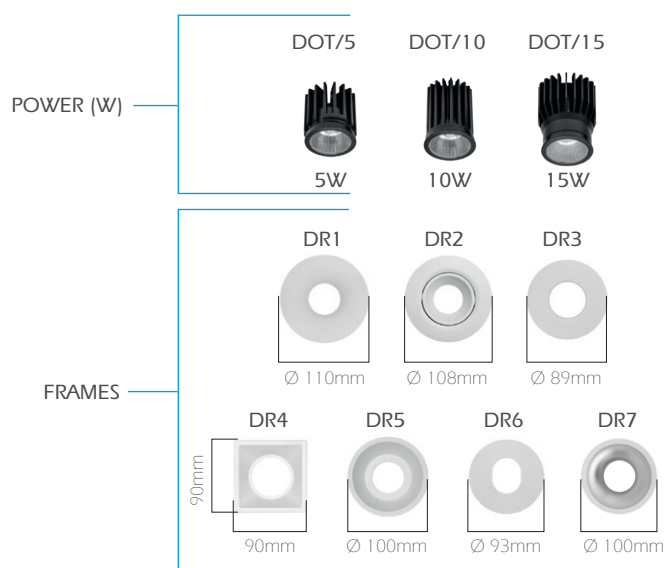 DOT/5 DOT/10 DOT/15
POWER (W)
5W 10W 15W
DR1 DR2 DR3
Ø 110mm Ø 108mm Ø 89mm
FRAMES
DR4 DR5 DR6 DR7
90mm
90mm Ø 100mm Ø 93mm Ø 100mm